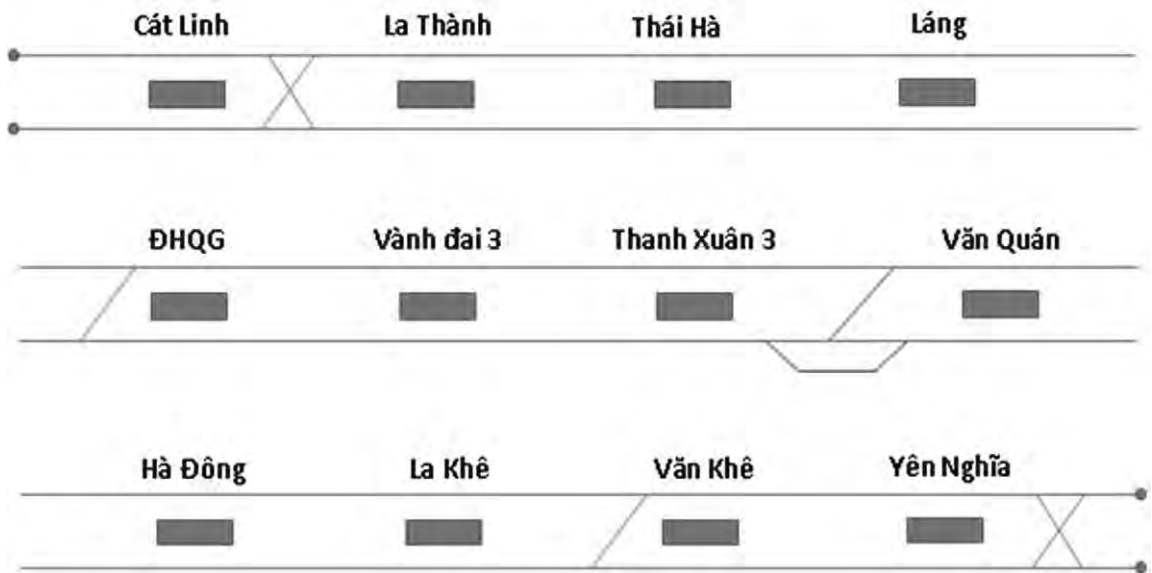 Cát Linh La Thành Thái Hà Láng
ĐHQG Vành đai 3 Thanh Xuân 3 Văn Quán
Hà Đông La Khê Văn Khê Yên Nghĩa